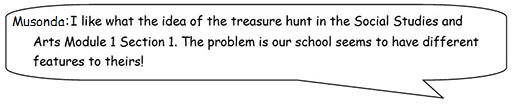 Musonda: I like what the idea of the treasure hunt in the Social Studies and
Arts Module 1 Section 1. The problem is our school seems to have different
features to theirs!